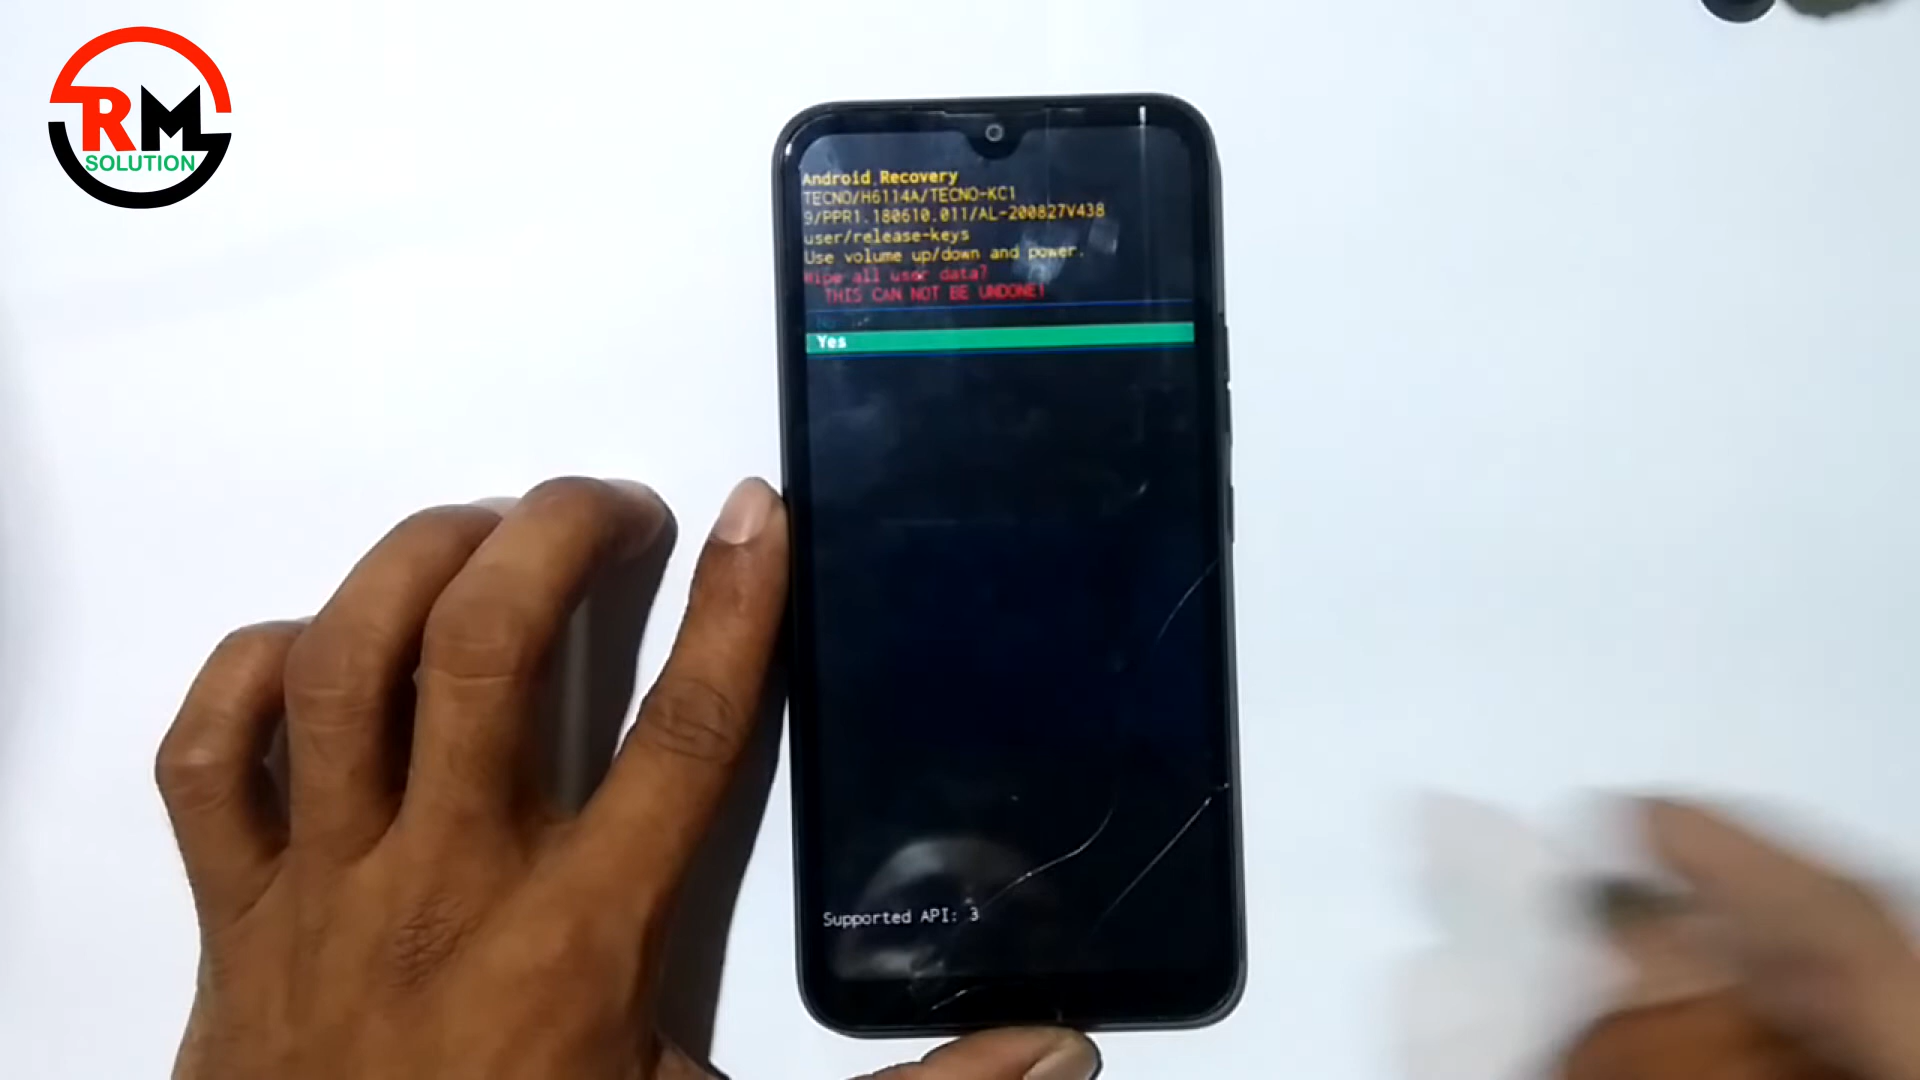 RM
SOLUTION
Android Recovery
TECNO/H6114A/TECNO-KC1
9/PPR1.180610.011/AL-200827V438
user/release-keys
Use volume up/down and power.
Wipe all user data?
THIS CAN NOT BE UNDONE!
No
Yes
Supported API: 3